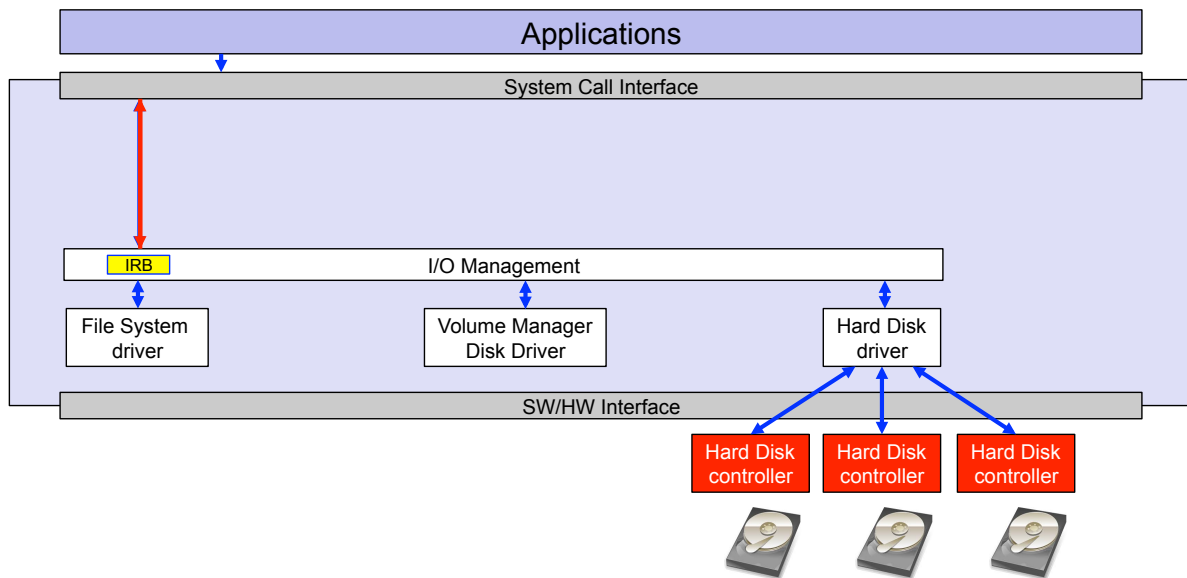 Applications
System Call Interface
IRB
I/O Management
File System
driver
Volume Manager
Disk Driver
Hard Disk
driver
SW/HW Interface
Hard Disk
controller
Hard Disk
controller
Hard Disk
controller